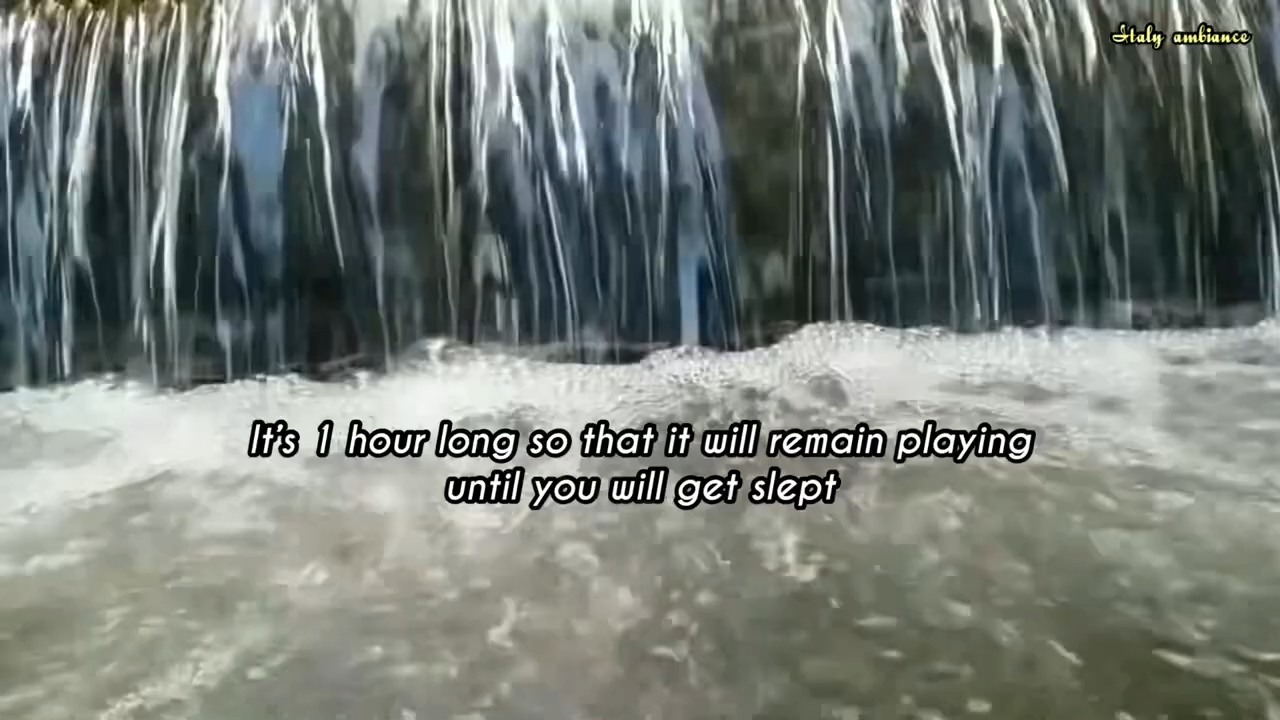 Italy ambiance
It's 1 hour long so that it will remain playing
until you will get slept